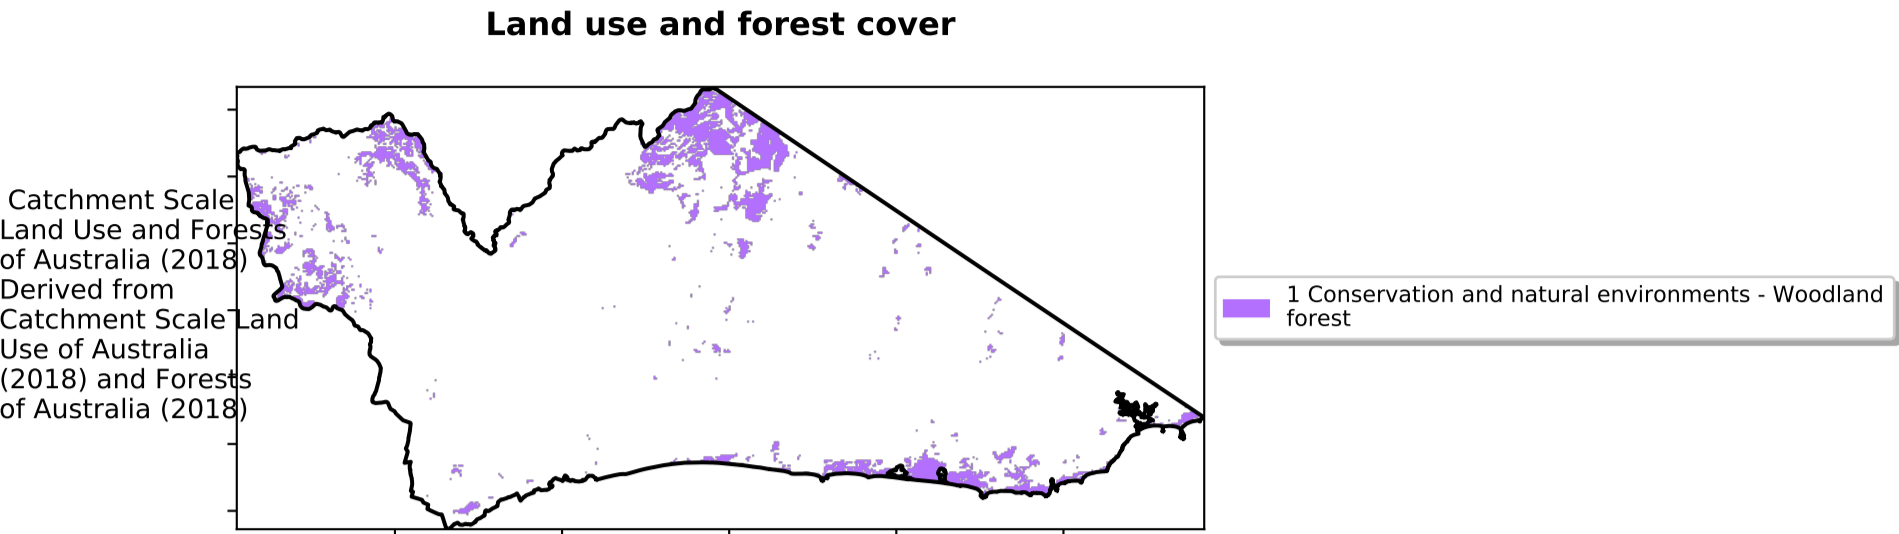 Land use and forest cover
Catchment Scale
Land Use and Forests
of Australia (2018)
Derived from
Catchment Scale Land
Use of Australia
(2018) and Forests
of Australia (2018)
1 Conservation and natural environments - Woodland
forest